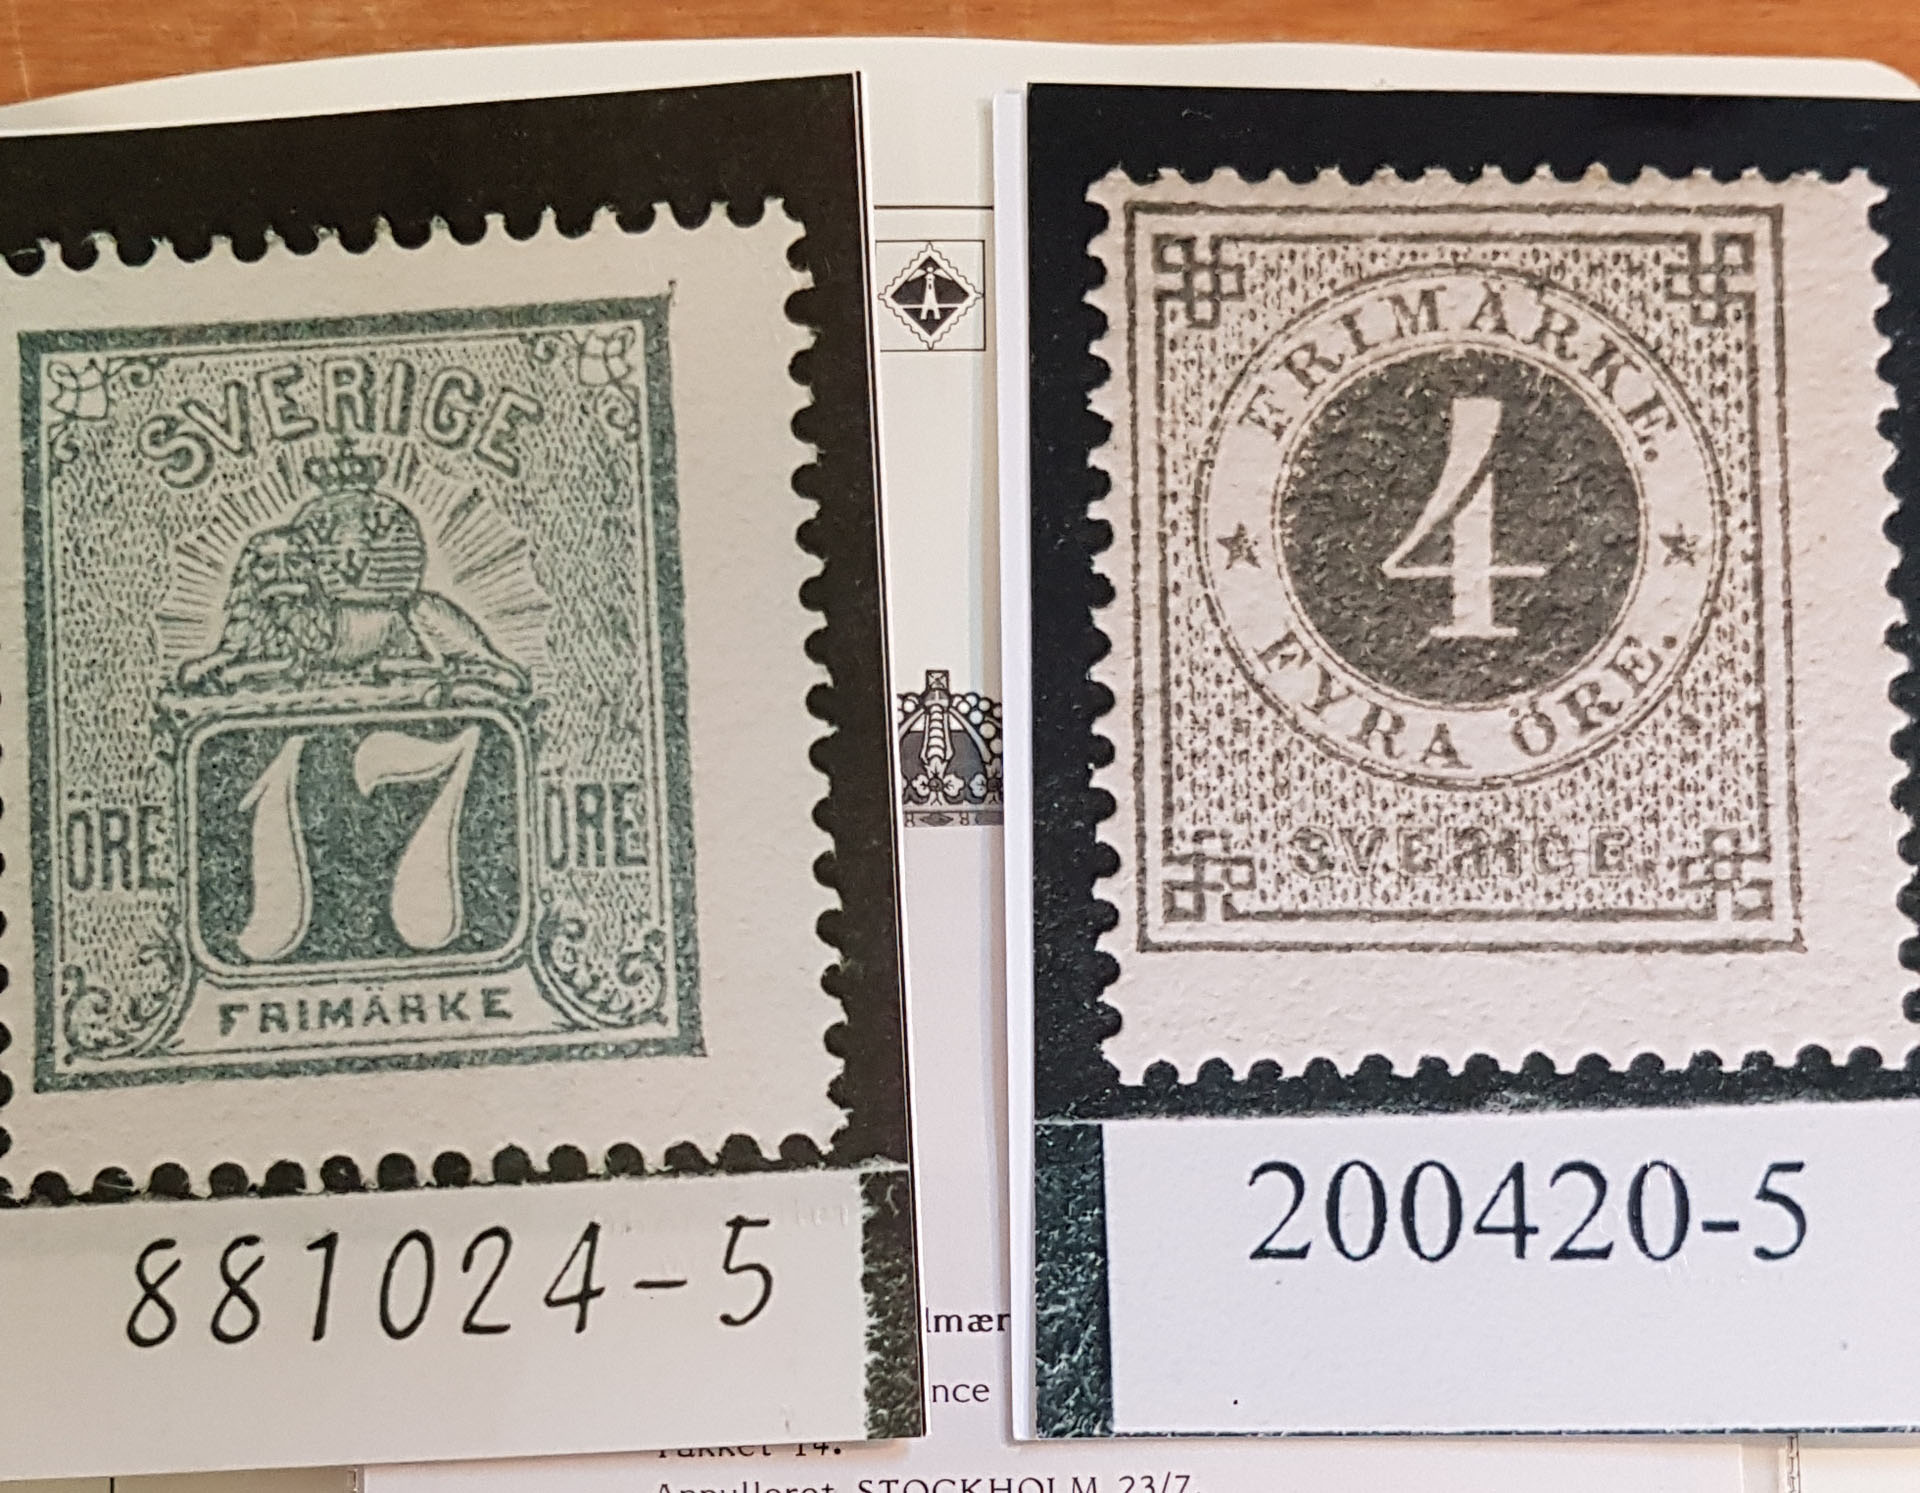 SVERIGE
ÖRE 17 ÖRE
FRIMÄRKE
881024-5
FRIMÄRKE.
4
FYRA ÖRE.
SVERIGE.
200420-5
lmær
nce
Takket 14.
Annulleret STOCKHOLM 23/7.